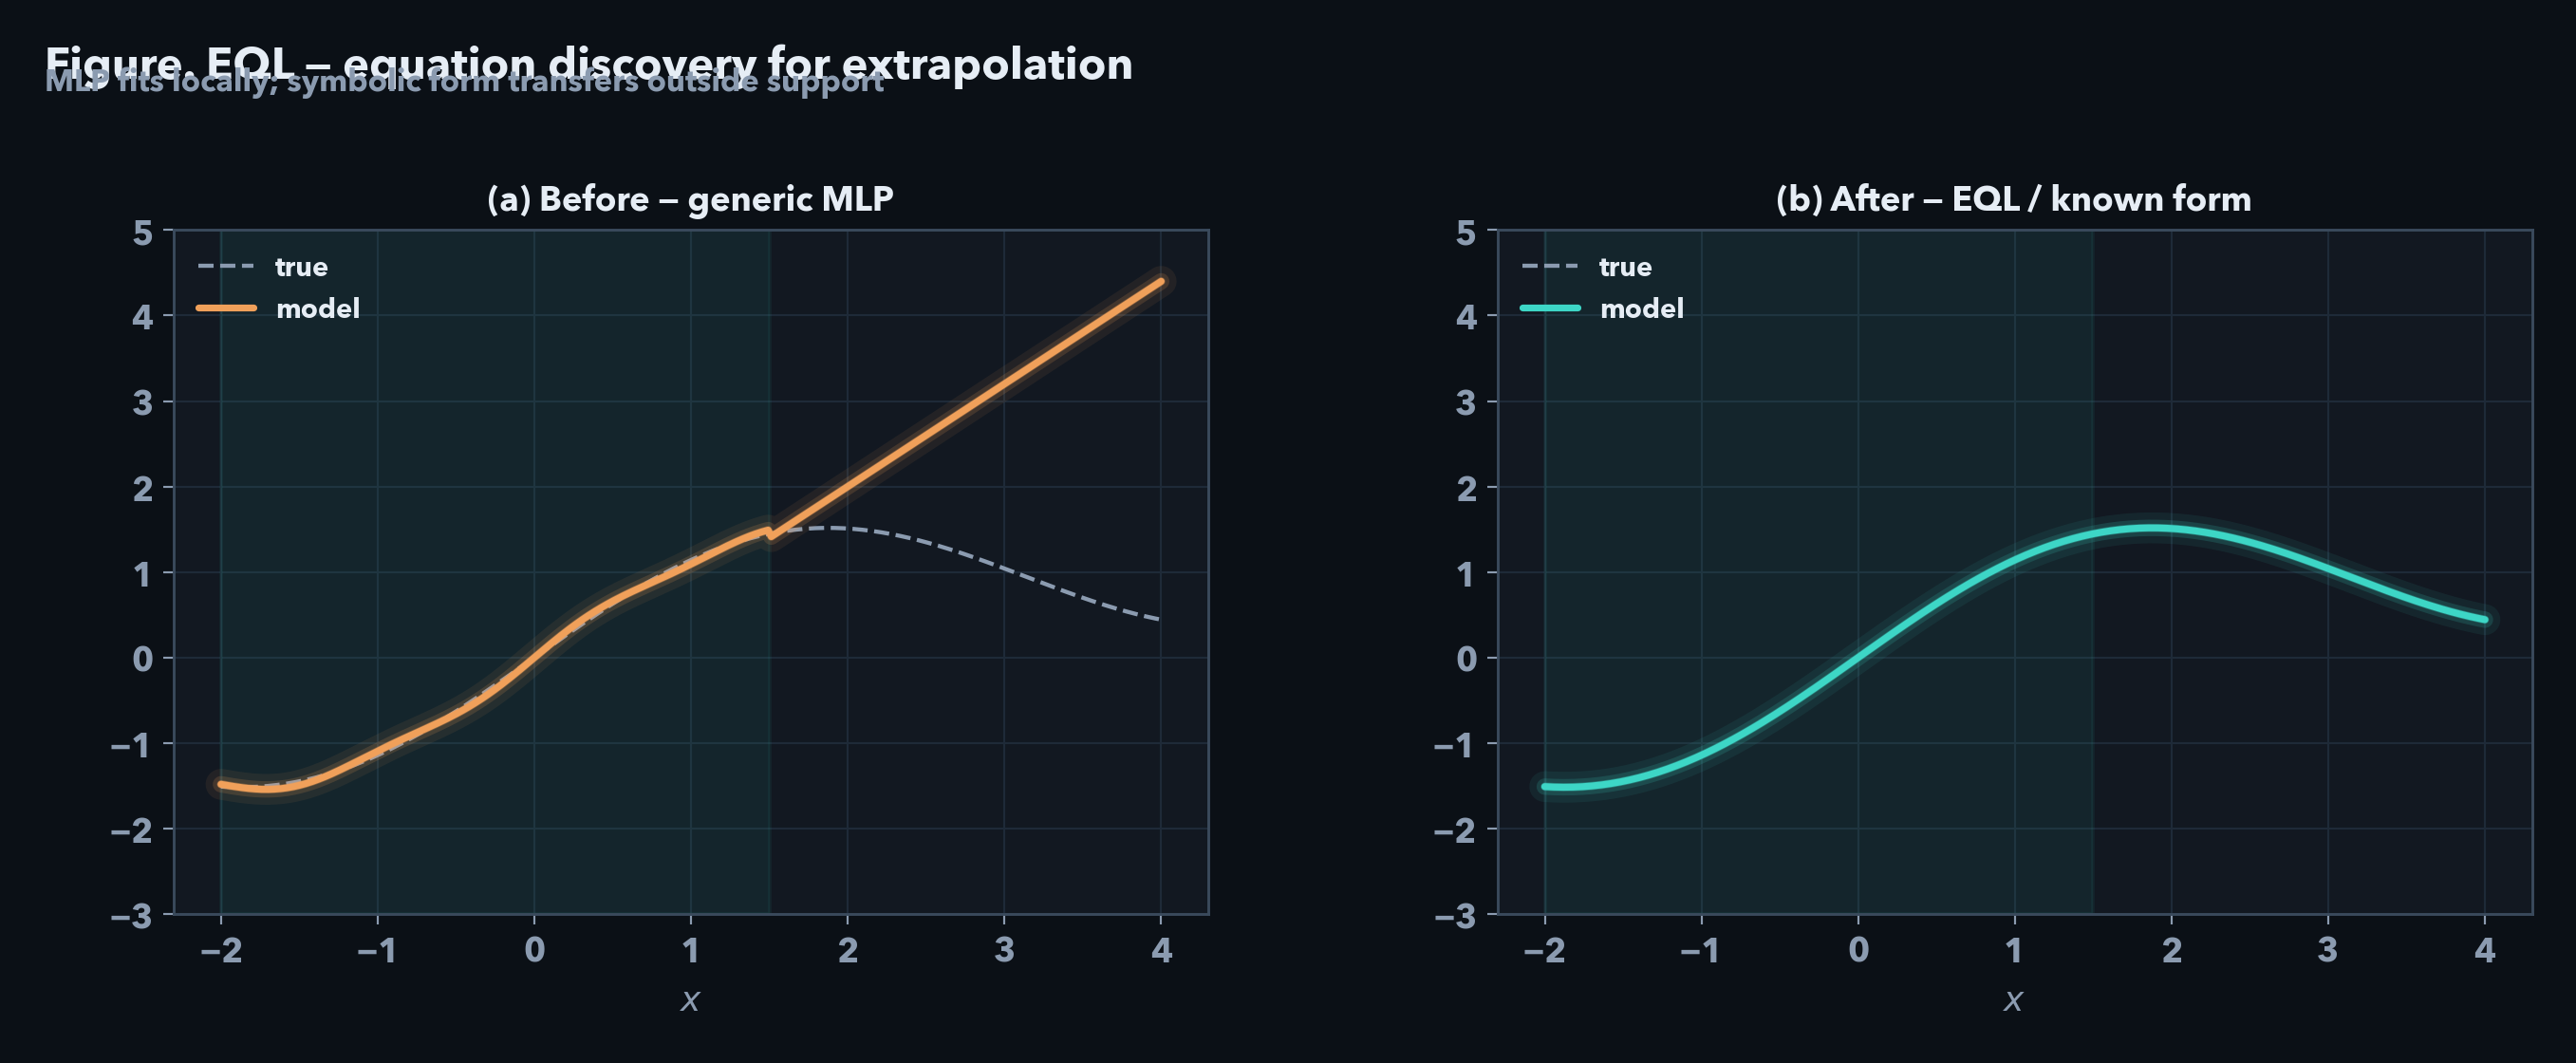 Figure. EQL – equation discovery for extrapolation
MLP fits locally; symbolic form transfers outside support
(a) Before – generic MLP
5
4
3
2
1
0
−1
−2
−3
true
model
−2 −1 0 1 2 3 4
x
(b) After – EQL / known form
5
4
3
2
1
0
−1
−2
−3
true
model
−2 −1 0 1 2 3 4
x